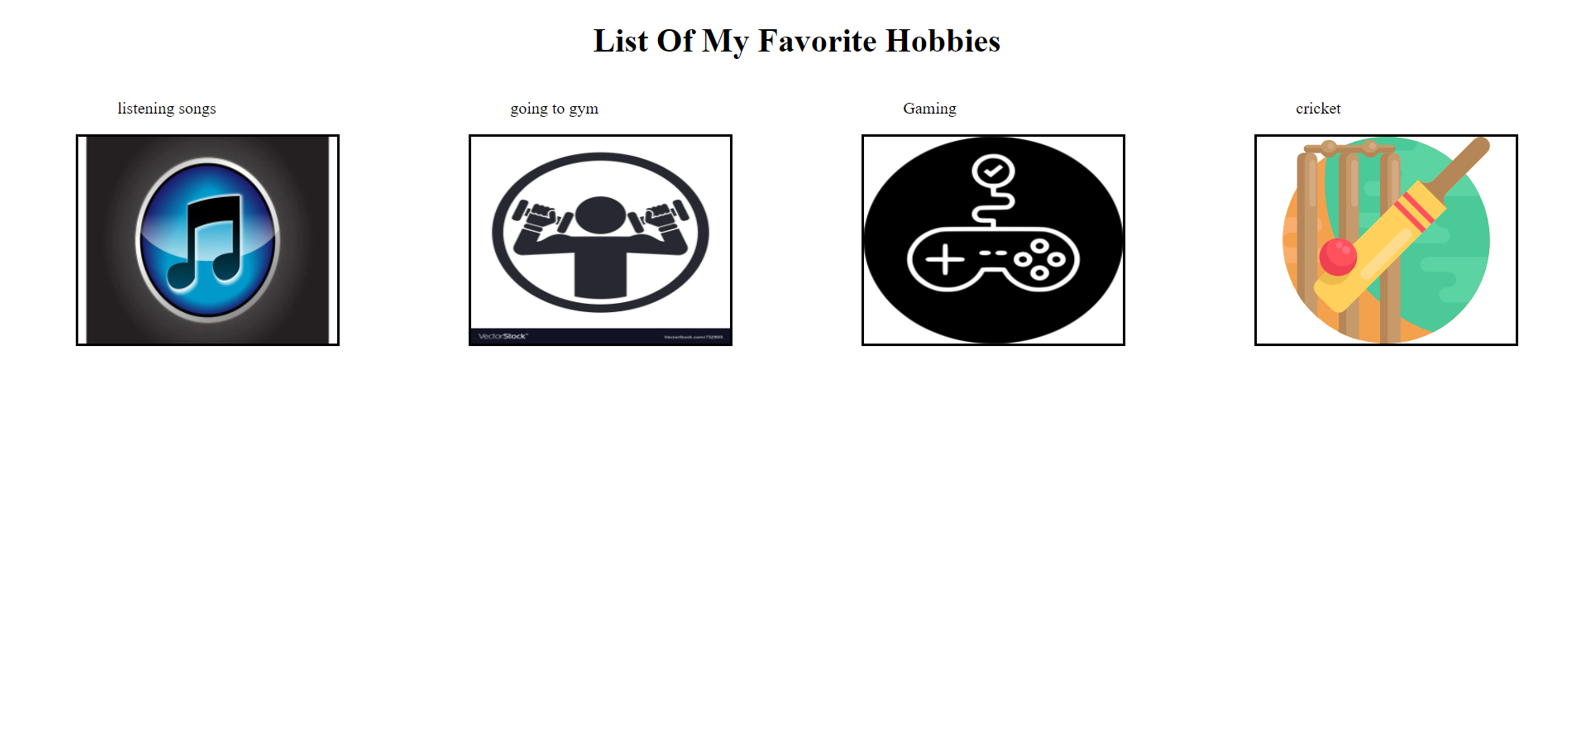 List Of My Favorite Hobbies
listening songs
going to gym
Gaming
cricket
VectorStock